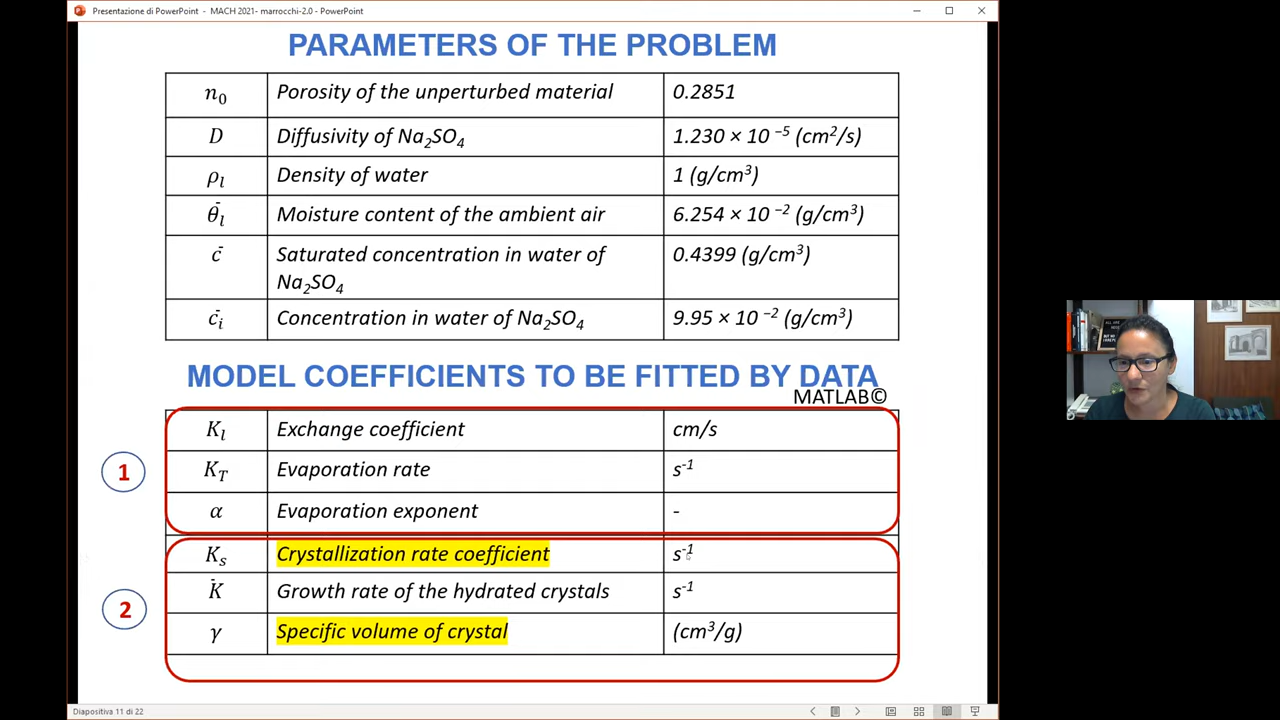 Presentazione di PowerPoint - MACH 2021- marrocchi-2.0 - PowerPoint
PARAMETERS OF THE PROBLEM
n₀ Porosity of the unperturbed material 0.2851
D Diffusivity of Na₂SO₄ 1.230 × 10 ⁻⁵ (cm²/s)
ρₗ Density of water 1 (g/cm³)
θ̄ₗ Moisture content of the ambient air 6.254 × 10 ⁻² (g/cm³)
c̄ Saturated concentration in water of 0.4399 (g/cm³)
Na₂SO₄
c̄ᵢ Concentration in water of Na₂SO₄ 9.95 × 10 ⁻² (g/cm³)
MODEL COEFFICIENTS TO BE FITTED BY DATA
MATLAB©
Kₗ Exchange coefficient cm/s
1 K_T Evaporation rate s⁻¹
α Evaporation exponent -
Kₛ Crystallization rate coefficient s⁻¹
2 K̄ Growth rate of the hydrated crystals s⁻¹
γ Specific volume of crystal (cm³/g)
Diapositiva 11 di 22